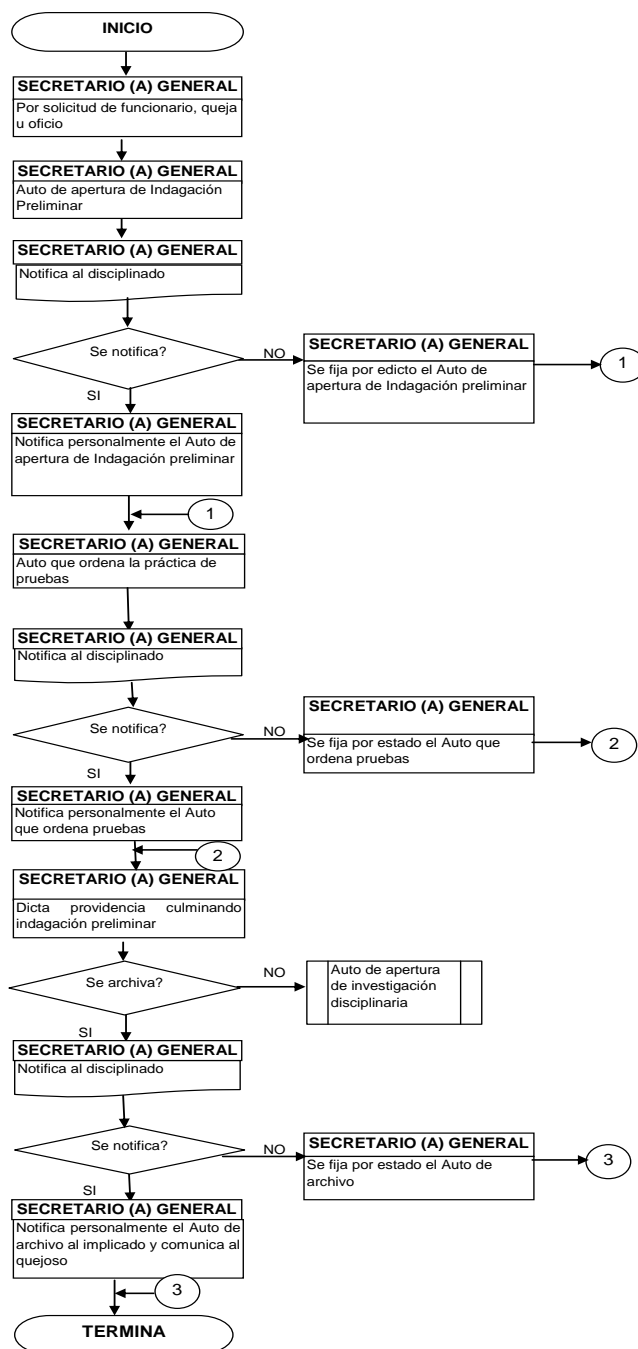 INICIO
SECRETARIO (A) GENERAL
Por solicitud de funcionario, queja
u oficio
SECRETARIO (A) GENERAL
Auto de apertura de Indagación
Preliminar
SECRETARIO (A) GENERAL
Notifica al disciplinado
Se notifica?
NO
SECRETARIO (A) GENERAL
Se fija por edicto el Auto de
apertura de Indagación preliminar
1
SI
SECRETARIO (A) GENERAL
Notifica personalmente el Auto de
apertura de Indagación preliminar
1
SECRETARIO (A) GENERAL
Auto que ordena la práctica de
pruebas
SECRETARIO (A) GENERAL
Notifica al disciplinado
Se notifica?
NO
SECRETARIO (A) GENERAL
Se fija por estado el Auto que
ordena pruebas
2
SI
SECRETARIO (A) GENERAL
Notifica personalmente el Auto
que ordena pruebas
2
SECRETARIO (A) GENERAL
Dicta providencia culminando
indagación preliminar
Se archiva?
NO
Auto de apertura
de investigación
disciplinaria
SI
SECRETARIO (A) GENERAL
Notifica al disciplinado
Se notifica?
NO
SECRETARIO (A) GENERAL
Se fija por estado el Auto de
archivo
3
SI
SECRETARIO (A) GENERAL
Notifica personalmente el Auto de
archivo al implicado y comunica al
quejoso
3
TERMINA